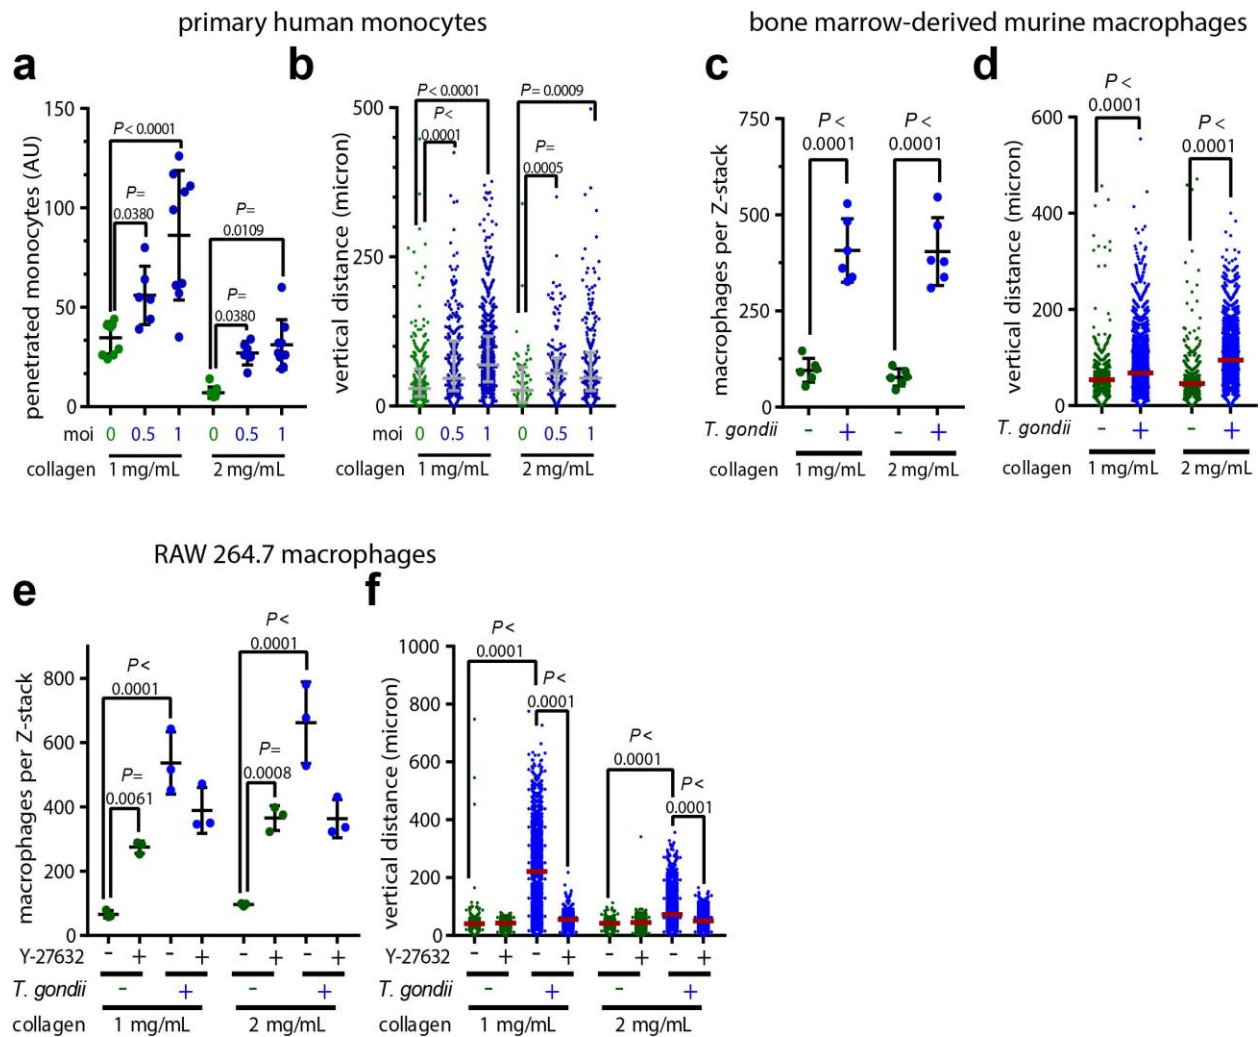 primary human monocytes
bone marrow-derived murine macrophages
a
penetrated monocytes (AU)
150
100
50
0
P< 0.0001
P=
0.0380
P=
0.0109
P=
0.0380
moi 0 0.5 1 0 0.5 1
collagen 1 mg/mL 2 mg/mL
b
vertical distance (micron)
500
250
0
P< 0.0001
P<
0.0001
P= 0.0009
P=
0.0005
moi 0 0.5 1 0 0.5 1
collagen 1 mg/mL 2 mg/mL
c
macrophages per Z-stack
750
500
250
0
P <
0.0001
P <
0.0001
T. gondii - + - +
collagen 1 mg/mL 2 mg/mL
d
vertical distance (micron)
600
400
200
0
P <
0.0001
P <
0.0001
- + - +
1 mg/mL 2 mg/mL
RAW 264.7 macrophages
e
macrophages per Z-stack
800
600
400
200
0
P<
0.0001
P=
0.0061
P<
0.0001
P=
0.0008
Y-27632 - + - + - + - +
T. gondii - + - +
collagen 1 mg/mL 2 mg/mL
f
vertical distance (micron)
1000
800
600
400
200
0
P<
0.0001
P<
0.0001
P<
0.0001
P<
0.0001
Y-27632 - + - + - + - +
T. gondii - + - +
collagen 1 mg/mL 2 mg/mL